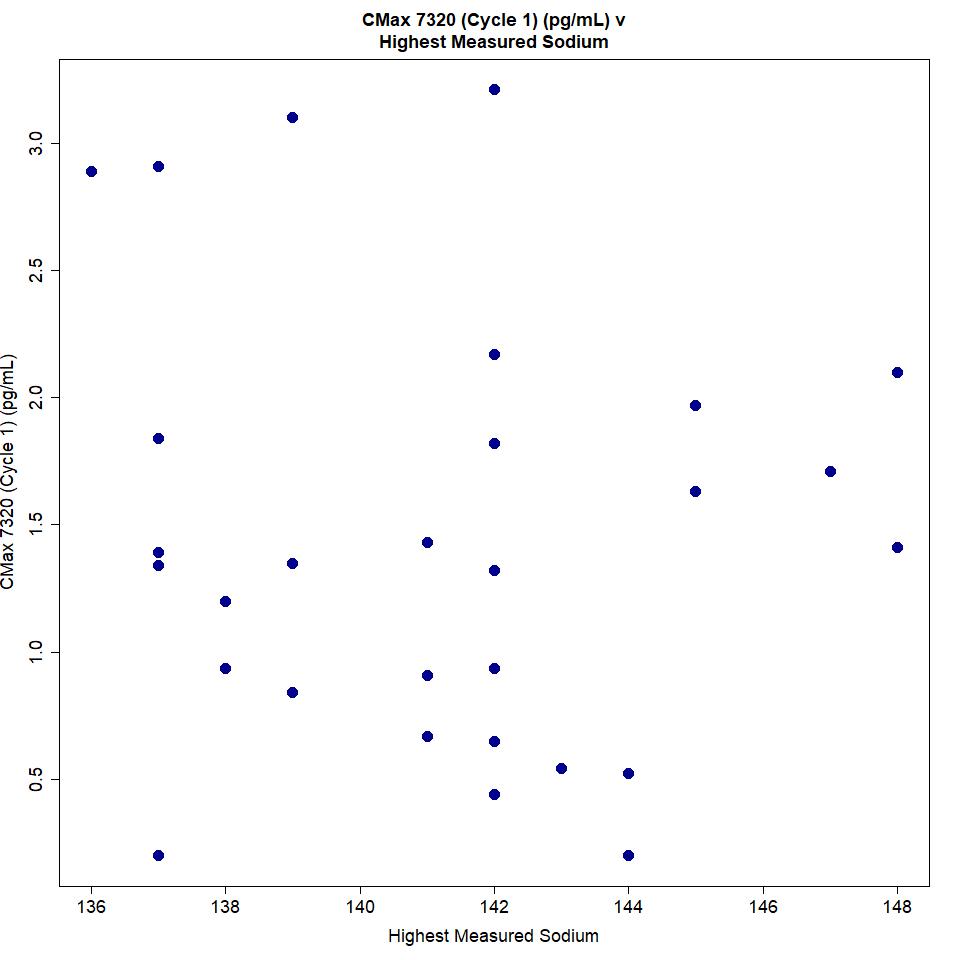 CMax 7320 (Cycle 1) (pg/mL) v
Highest Measured Sodium
CMax 7320 (Cycle 1) (pg/mL)
3.0
2.5
2.0
1.5
1.0
0.5
136 138 140 142 144 146 148
Highest Measured Sodium